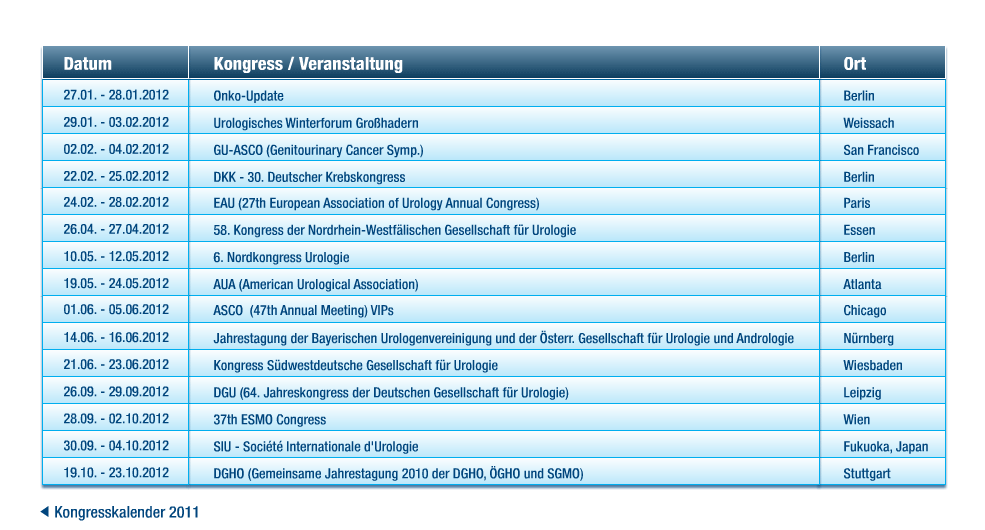 Datum Kongress / Veranstaltung Ort
27.01. - 28.01.2012 Onko-Update Berlin
29.01. - 03.02.2012 Urologisches Winterforum Großhadern Weissach
02.02. - 04.02.2012 GU-ASCO (Genitourinary Cancer Symp.) San Francisco
22.02. - 25.02.2012 DKK - 30. Deutscher Krebskongress Berlin
24.02. - 28.02.2012 EAU (27th European Association of Urology Annual Congress) Paris
26.04. - 27.04.2012 58. Kongress der Nordrhein-Westfälischen Gesellschaft für Urologie Essen
10.05. - 12.05.2012 6. Nordkongress Urologie Berlin
19.05. - 24.05.2012 AUA (American Urological Association) Atlanta
01.06. - 05.06.2012 ASCO (47th Annual Meeting) VIPs Chicago
14.06. - 16.06.2012 Jahrestagung der Bayerischen Urologenvereinigung und der Österr. Gesellschaft für Urologie und Andrologie Nürnberg
21.06. - 23.06.2012 Kongress Südwestdeutsche Gesellschaft für Urologie Wiesbaden
26.09. - 29.09.2012 DGU (64. Jahreskongress der Deutschen Gesellschaft für Urologie) Leipzig
28.09. - 02.10.2012 37th ESMO Congress Wien
30.09. - 04.10.2012 SIU - Société Internationale d'Urologie Fukuoka, Japan
19.10. - 23.10.2012 DGHO (Gemeinsame Jahrestagung 2010 der DGHO, ÖGHO und SGMO) Stuttgart
Kongresskalender 2011